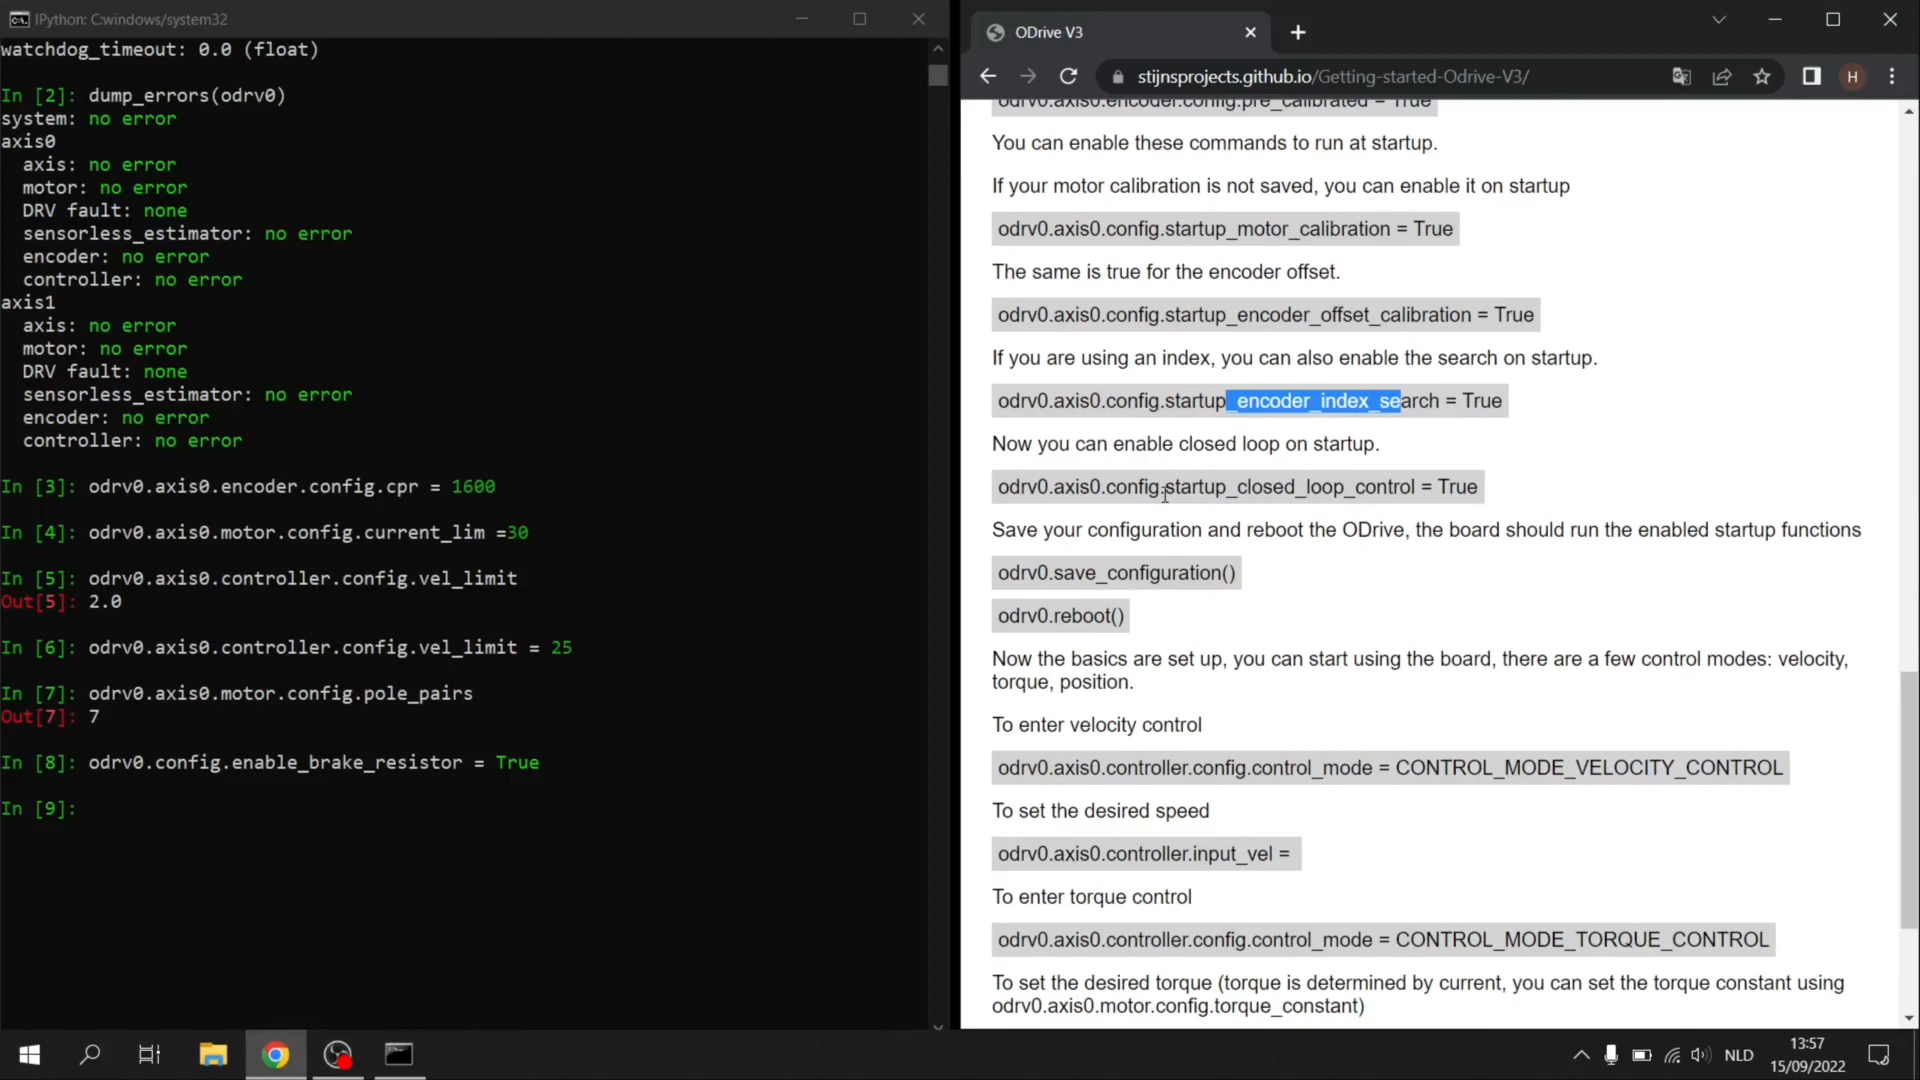 IPython: C:windows/system32
watchdog_timeout: 0.0 (float)
In [2]: dump_errors(odrv0)
system: no error
axis0
axis: no error
motor: no error
DRV fault: none
sensorless_estimator: no error
encoder: no error
controller: no error
axis1
axis: no error
motor: no error
DRV fault: none
sensorless_estimator: no error
encoder: no error
controller: no error
In [3]: odrv0.axis0.encoder.config.cpr = 1600
In [4]: odrv0.axis0.motor.config.current_lim =30
In [5]: odrv0.axis0.controller.config.vel_limit
Out[5]: 2.0
In [6]: odrv0.axis0.controller.config.vel_limit = 25
In [7]: odrv0.axis0.motor.config.pole_pairs
Out[7]: 7
In [8]: odrv0.config.enable_brake_resistor = True
In [9]:
ODrive V3
stijnsprojects.github.io/Getting-started-Odrive-V3/
H
odrv0.axis0.encoder.config.pre_calibrated = True
You can enable these commands to run at startup.
If your motor calibration is not saved, you can enable it on startup
odrv0.axis0.config.startup_motor_calibration = True
The same is true for the encoder offset.
odrv0.axis0.config.startup_encoder_offset_calibration = True
If you are using an index, you can also enable the search on startup.
odrv0.axis0.config.startup_encoder_index_search = True
Now you can enable closed loop on startup.
odrv0.axis0.config.startup_closed_loop_control = True
Save your configuration and reboot the ODrive, the board should run the enabled startup functions
odrv0.save_configuration()
odrv0.reboot()
Now the basics are set up, you can start using the board, there are a few control modes: velocity,
torque, position.
To enter velocity control
odrv0.axis0.controller.config.control_mode = CONTROL_MODE_VELOCITY_CONTROL
To set the desired speed
odrv0.axis0.controller.input_vel =
To enter torque control
odrv0.axis0.controller.config.control_mode = CONTROL_MODE_TORQUE_CONTROL
To set the desired torque (torque is determined by current, you can set the torque constant using
odrv0.axis0.motor.config.torque_constant)
NLD
13:57
15/09/2022